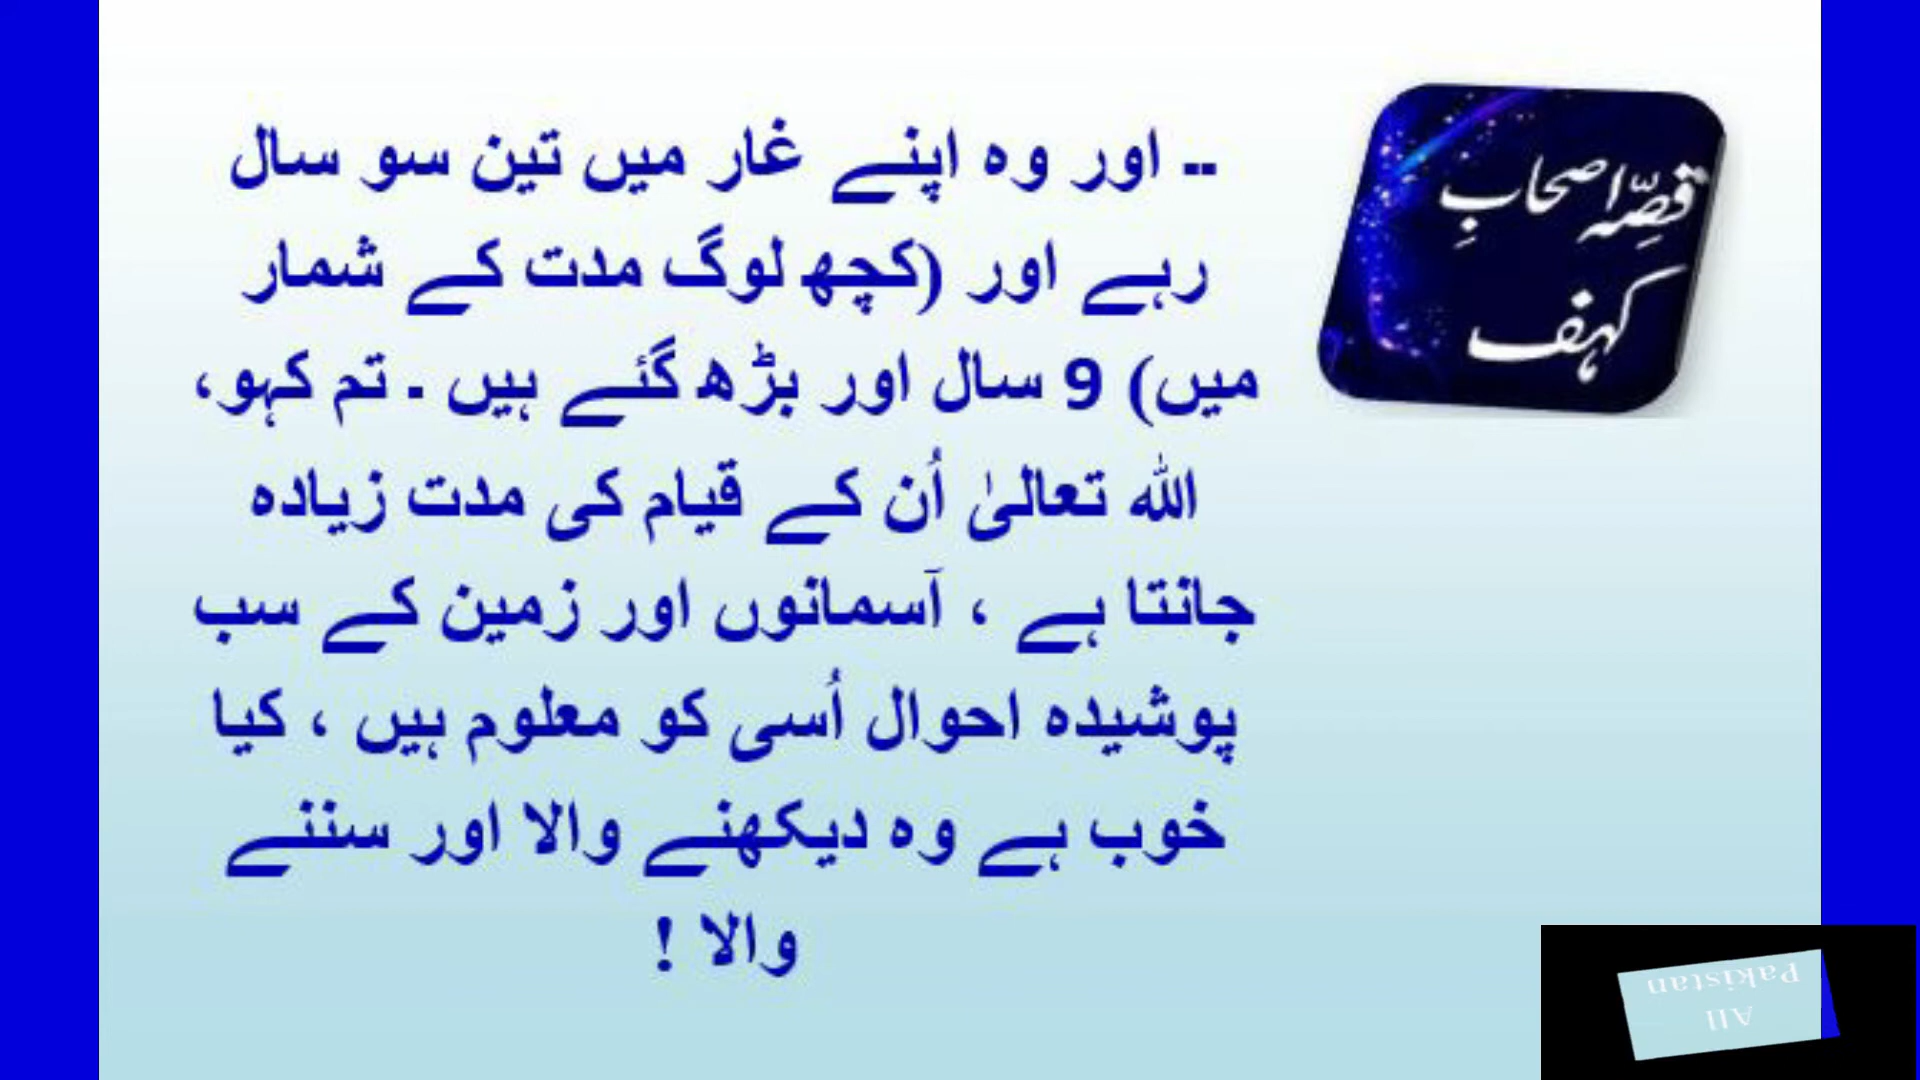 -- اور وہ اپنے غار میں تین سو سال
رہے اور (کچھ لوگ مدت کے شمار
میں) 9 سال اور بڑھ گئے ہیں ۔ تم کہو،
اللہ تعالیٰ اُن کے قیام کی مدت زیادہ
جانتا ہے ، آسمانوں اور زمین کے سب
پوشیدہ احوال اُسی کو معلوم ہیں ، کیا
خوب ہے وہ دیکھنے والا اور سننے
والا !
قصّہ اصحابِ
کہف
All
Pakistan